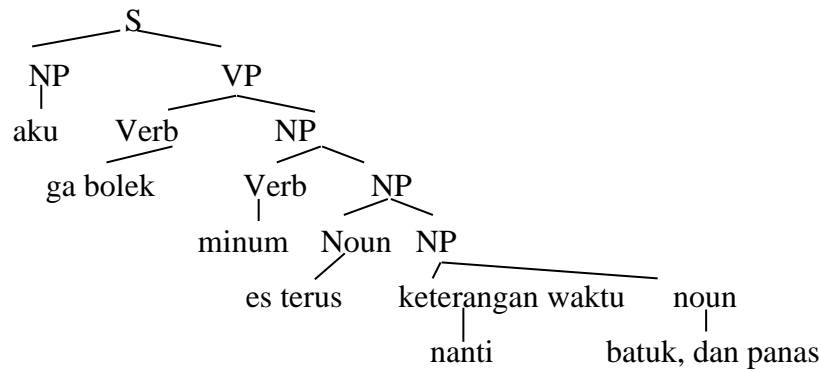 S
NP VP
aku Verb NP
ga bolek Verb NP
minum Noun NP
es terus keterangan waktu noun
nanti batuk, dan panas